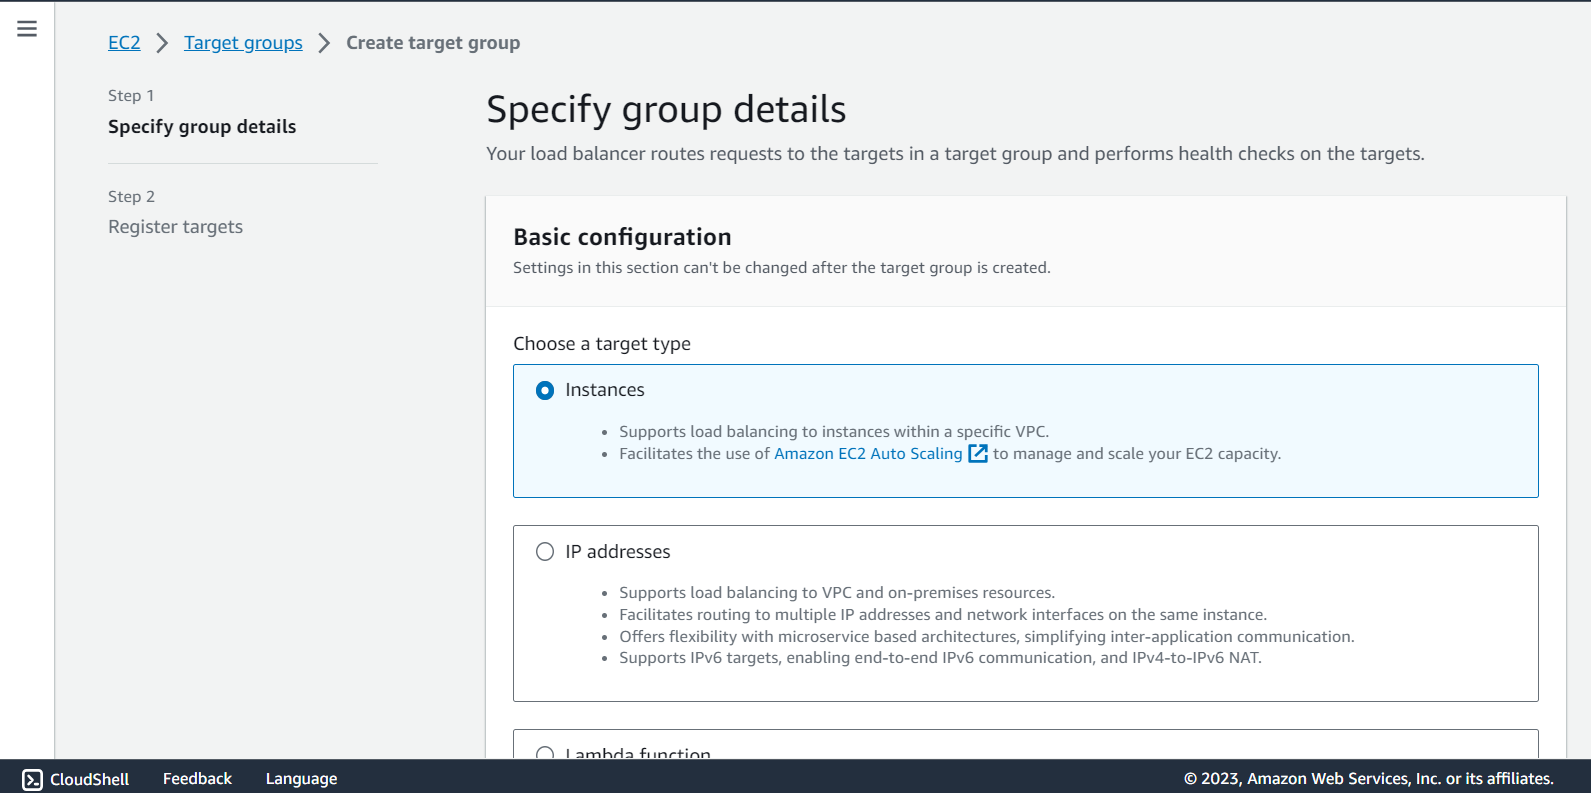 EC2 > Target groups > Create target group
Step 1
Specify group details
Step 2
Register targets
Specify group details
Your load balancer routes requests to the targets in a target group and performs health checks on the targets.
Basic configuration
Settings in this section can't be changed after the target group is created.
Choose a target type
Instances
• Supports load balancing to instances within a specific VPC.
• Facilitates the use of Amazon EC2 Auto Scaling to manage and scale your EC2 capacity.
IP addresses
• Supports load balancing to VPC and on-premises resources.
• Facilitates routing to multiple IP addresses and network interfaces on the same instance.
• Offers flexibility with microservice based architectures, simplifying inter-application communication.
• Supports IPv6 targets, enabling end-to-end IPv6 communication, and IPv4-to-IPv6 NAT.
Lambda function
CloudShell Feedback Language © 2023, Amazon Web Services, Inc. or its affiliates.